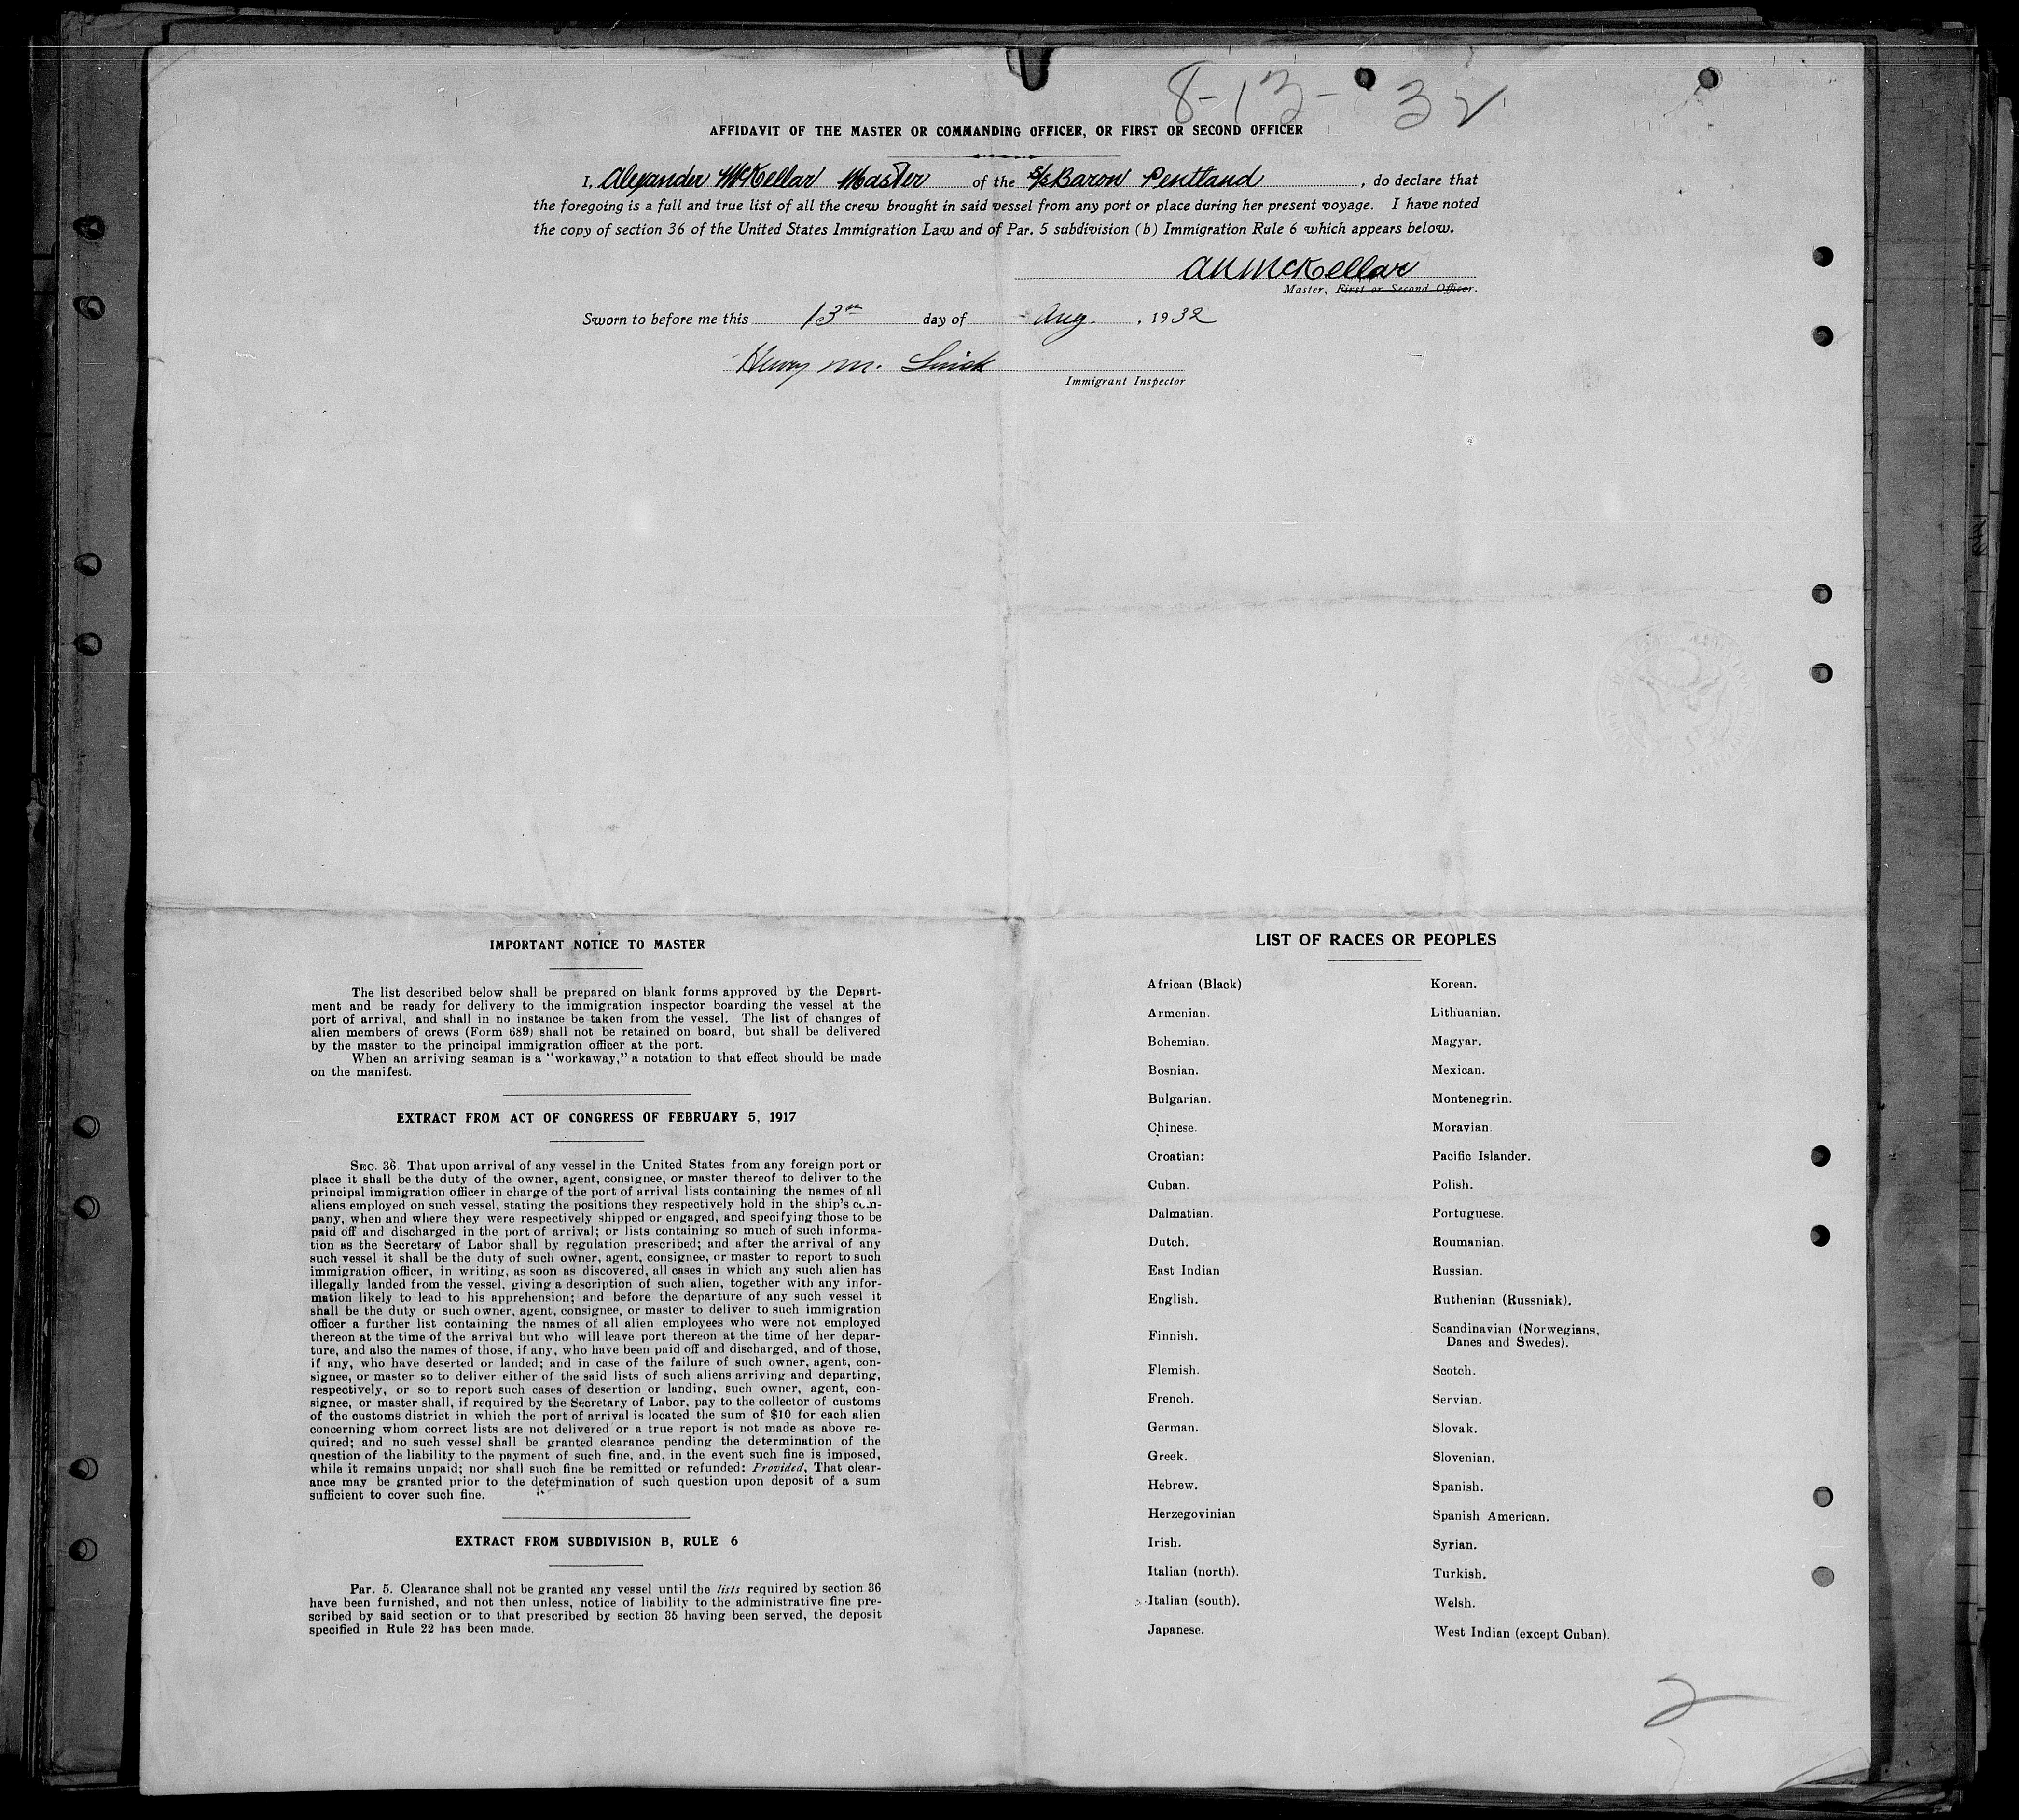 8-13-32
AFFIDAVIT OF THE MASTER OR COMMANDING OFFICER, OR FIRST OR SECOND OFFICER
I, Alexander McKellar Master of the S/S Baron Pentland, do declare that
the foregoing is a full and true list of all the crew brought in said vessel from any port or place during her present voyage. I have noted
the copy of section 36 of the United States Immigration Law and of Par. 5 subdivision (b) Immigration Rule 6 which appears below.
McKellar
Master, First or Second Officer.
Sworn to before me this 13th day of Aug., 1932
Henry M.
Immigrant Inspector
IMPORTANT NOTICE TO MASTER
The list described below shall be prepared on blank forms approved by the Depart-
ment and be ready for delivery to the immigration inspector boarding the vessel at the
port of arrival, and shall in no instance be taken from the vessel. The list of changes of
alien members of crews (Form 689) shall not be retained on board, but shall be delivered
by the master to the principal immigration officer at the port.
When an arriving seaman is a "workaway," a notation to that effect should be made
on the manifest.
EXTRACT FROM ACT OF CONGRESS OF FEBRUARY 5, 1917
SEC. 36. That upon arrival of any vessel in the United States from any foreign port or
place it shall be the duty of the owner, agent, consignee, or master thereof to deliver to the
principal immigration officer in charge of the port of arrival lists containing the names of all
aliens employed on such vessel, stating the positions they respectively hold in the ship's com-
pany, when and where they were respectively shipped or engaged, and specifying those to be
paid off and discharged in the port of arrival; or lists containing so much of such informa-
tion as the Secretary of Labor shall by regulation prescribed; and after the arrival of any
such vessel it shall be the duty of such owner, agent, consignee, or master to report to such
immigration officer, in writing, as soon as discovered, all cases in which any such alien has
illegally landed from the vessel, giving a description of such alien, together with any infor-
mation likely to lead to his apprehension; and before the departure of any such vessel it
shall be the duty or such owner, agent, consignee, or master to deliver to such immigration
officer a further list containing the names of all alien employees who were not employed
thereon at the time of the arrival but who will leave port thereon at the time of her depar-
ture, and also the names of those, if any, who have been paid off and discharged, and of those,
if any, who have deserted or landed; and in case of the failure of such owner, agent, con-
signee, or master so to deliver either of the said lists of such aliens arriving and departing,
respectively, or so to report such cases of desertion or landing, such owner, agent, con-
signee, or master shall, if required by the Secretary of Labor, pay to the collector of customs
of the customs district in which the port of arrival is located the sum of $10 for each alien
concerning whom correct lists are not delivered or a true report is not made as above re-
quired; and no such vessel shall be granted clearance pending the determination of the
question of the liability to the payment of such fine, and, in the event such fine is imposed,
while it remains unpaid; nor shall such fine be remitted or refunded: Provided, That clear-
ance may be granted prior to the determination of such question upon deposit of a sum
sufficient to cover such fine.
EXTRACT FROM SUBDIVISION B, RULE 6
Par. 5. Clearance shall not be granted any vessel until the lists required by section 36
have been furnished, and not then unless, notice of liability to the administrative fine pre-
scribed by said section or to that prescribed by section 35 having been served, the deposit
specified in Rule 22 has been made.
LIST OF RACES OR PEOPLES
African (Black)
Armenian.
Bohemian.
Bosnian.
Bulgarian.
Chinese.
Croatian:
Cuban.
Dalmatian.
Dutch.
East Indian
English.
Finnish.
Flemish.
French.
German.
Greek.
Hebrew.
Herzegovinian
Irish.
Italian (north).
Italian (south).
Japanese.
Korean.
Lithuanian.
Magyar.
Mexican.
Montenegrin.
Moravian.
Pacific Islander.
Polish.
Portuguese.
Roumanian.
Russian.
Ruthenian (Russniak).
Scandinavian (Norwegians,
Danes and Swedes).
Scotch.
Servian.
Slovak.
Slovenian.
Spanish.
Spanish American.
Syrian.
Turkish.
Welsh.
West Indian (except Cuban).
2